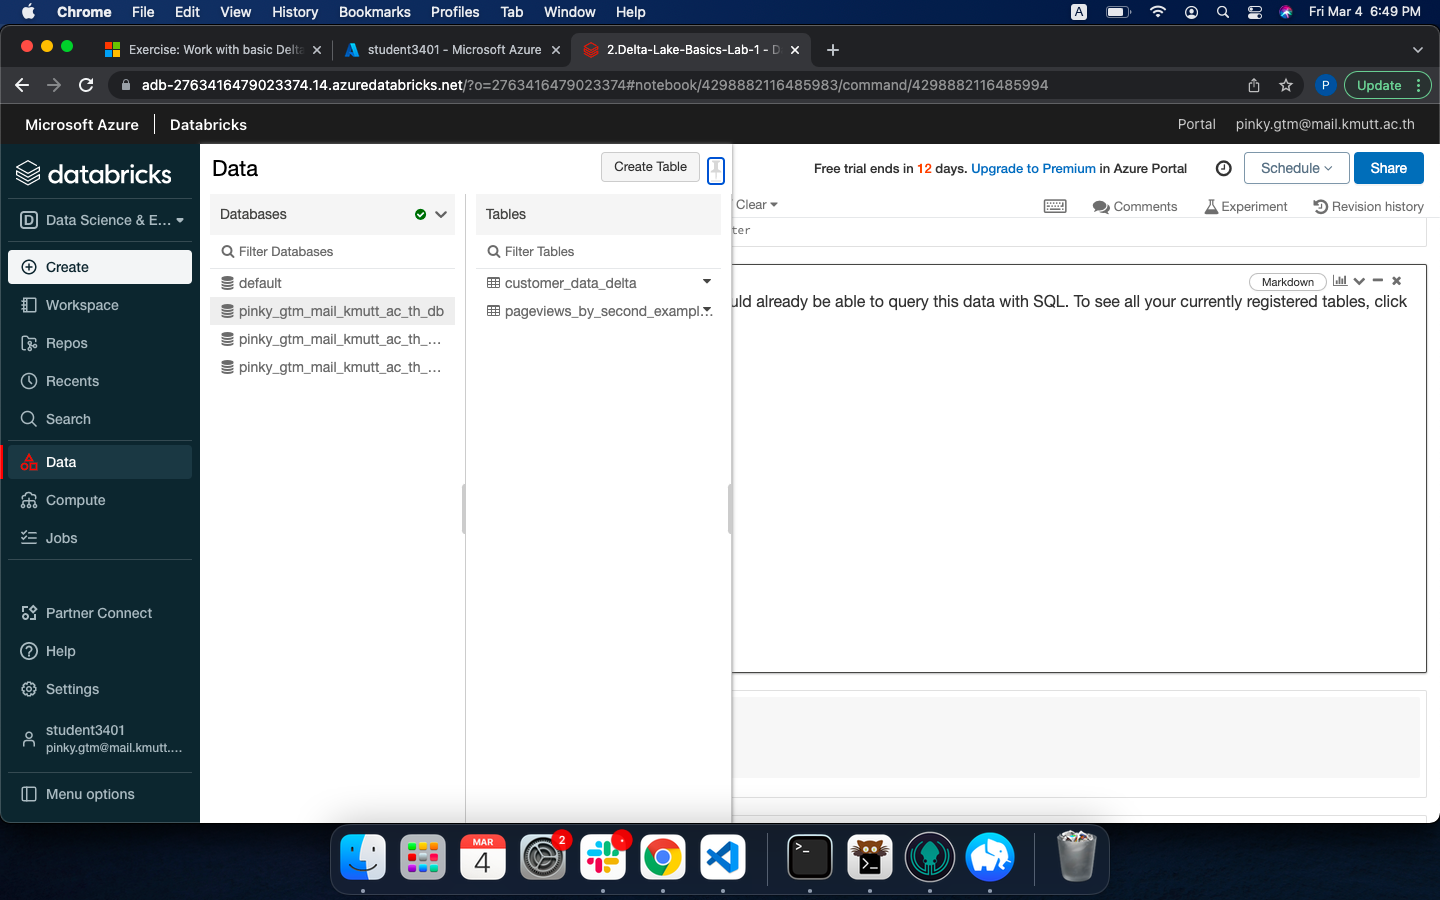 Chrome File Edit View History Bookmarks Profiles Tab Window Help A Fri Mar 4 6:49 PM
Exercise: Work with basic Delta student3401 - Microsoft Azure 2.Delta-Lake-Basics-Lab-1 - D
adb-2763416479023374.14.azuredatabricks.net/?o=2763416479023374#notebook/4298882116485983/command/4298882116485994 P Update
Microsoft Azure Databricks Portal pinky.gtm@mail.kmutt.ac.th
databricks
D Data Science & E...
Create
Workspace
Repos
Recents
Search
Data
Compute
Jobs
Partner Connect
Help
Settings
student3401
pinky.gtm@mail.kmutt....
Menu options
Data Create Table
Databases
Filter Databases
default
pinky_gtm_mail_kmutt_ac_th_db
pinky_gtm_mail_kmutt_ac_th_...
pinky_gtm_mail_kmutt_ac_th_...
Tables
Filter Tables
customer_data_delta
pageviews_by_second_exampl...
Free trial ends in 12 days. Upgrade to Premium in Azure Portal Schedule Share
Clear Comments Experiment Revision history
ter
Markdown
uld already be able to query this data with SQL. To see all your currently registered tables, click
MAR
4
2